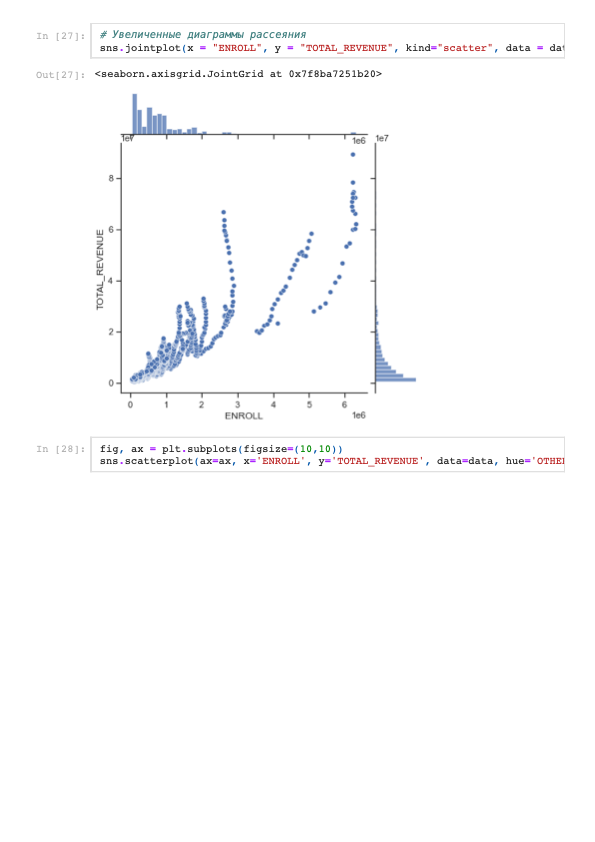 In [27]:
# Увеличенные диаграммы рассеяния
sns.jointplot(x = "ENROLL", y = "TOTAL_REVENUE", kind="scatter", data = dat
Out[27]: <seaborn.axisgrid.JointGrid at 0x7f8ba7251b20>
1e7 1e6 1e7
8
6
4
2
0
TOTAL_REVENUE
0 1 2 3 4 5 6
ENROLL
1e6
In [28]:
fig, ax = plt.subplots(figsize=(10,10))
sns.scatterplot(ax=ax, x='ENROLL', y='TOTAL_REVENUE', data=data, hue='OTHE